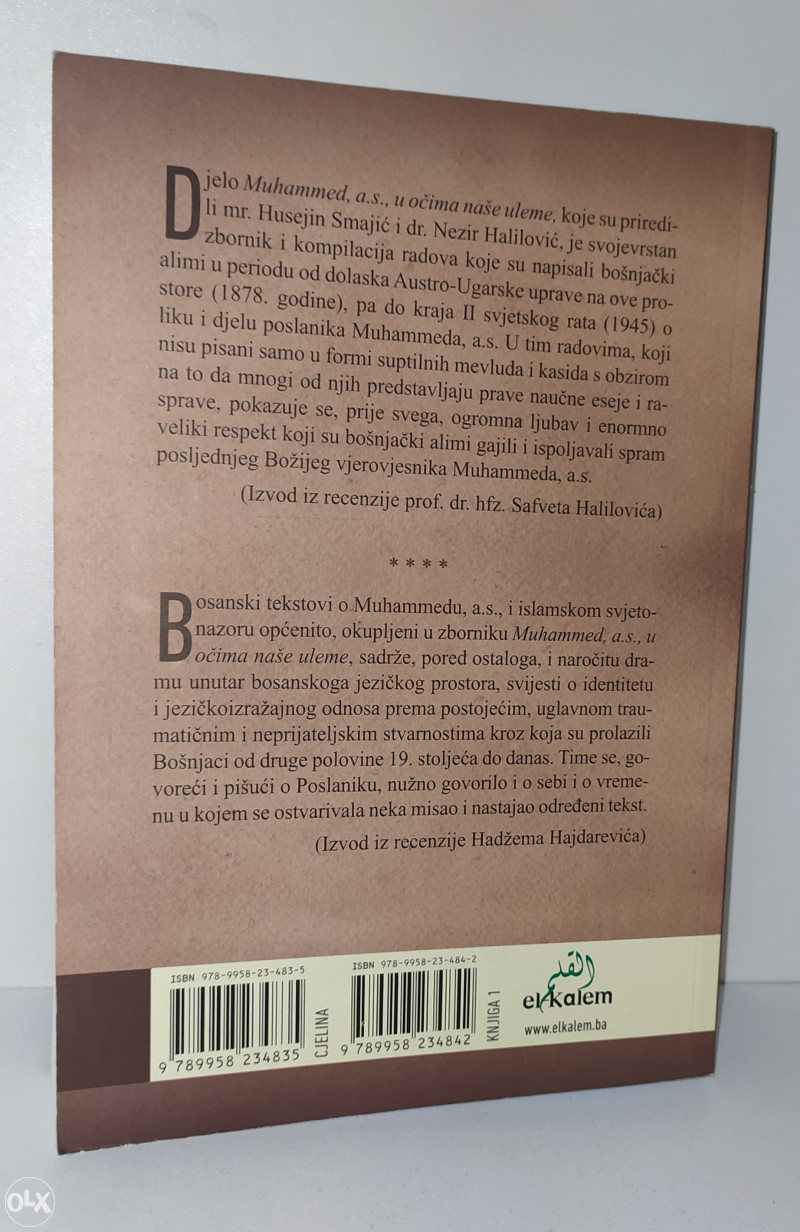 Djelo Muhammed, a.s., u očima naše uleme, koje su priredi-
li mr. Husejin Smajić i dr. Nezir Halilović, je svojevrstan
zbornik i kompilacija radova koje su napisali bošnjački
alimi u periodu od dolaska Austro-Ugarske uprave na ove pro-
store (1878. godine), pa do kraja II svjetskog rata (1945) o
liku i djelu poslanika Muhammeda, a.s. U tim radovima, koji
nisu pisani samo u formi suptilnih mevluda i kasida s obzirom
na to da mnogi od njih predstavljaju prave naučne eseje i ra-
sprave, pokazuje se, prije svega, ogromna ljubav i enormno
veliki respekt koji su bošnjački alimi gajili i ispoljavali spram
posljednjeg Božijeg vjerovjesnika Muhammeda, a.s.
(Izvod iz recenzije prof. dr. hfz. Safveta Halilovića)
* * * *
Bosanski tekstovi o Muhammedu, a.s., i islamskom svjeto-
nazoru općenito, okupljeni u zborniku Muhammed, a.s., u
očima naše uleme, sadrže, pored ostaloga, i naročitu dra-
mu unutar bosanskoga jezičkog prostora, svijesti o identitetu
i jezičkoizražajnog odnosa prema postojećim, uglavnom trau-
matičnim i neprijateljskim stvarnostima kroz koja su prolazili
Bošnjaci od druge polovine 19. stoljeća do danas. Time se, go-
voreći i pišući o Poslaniku, nužno govorilo i o sebi i o vreme-
nu u kojem se ostvarivala neka misao i nastajao određeni tekst.
(Izvod iz recenzije Hadžema Hajdarevića)
ISBN 978-9958-23-483-5
9 789958 234835
CJELINA
ISBN 978-9958-23-484-2
9 789958 234842
KNJIGA 1
القلم
el-kalem
www.elkalem.ba
OLX